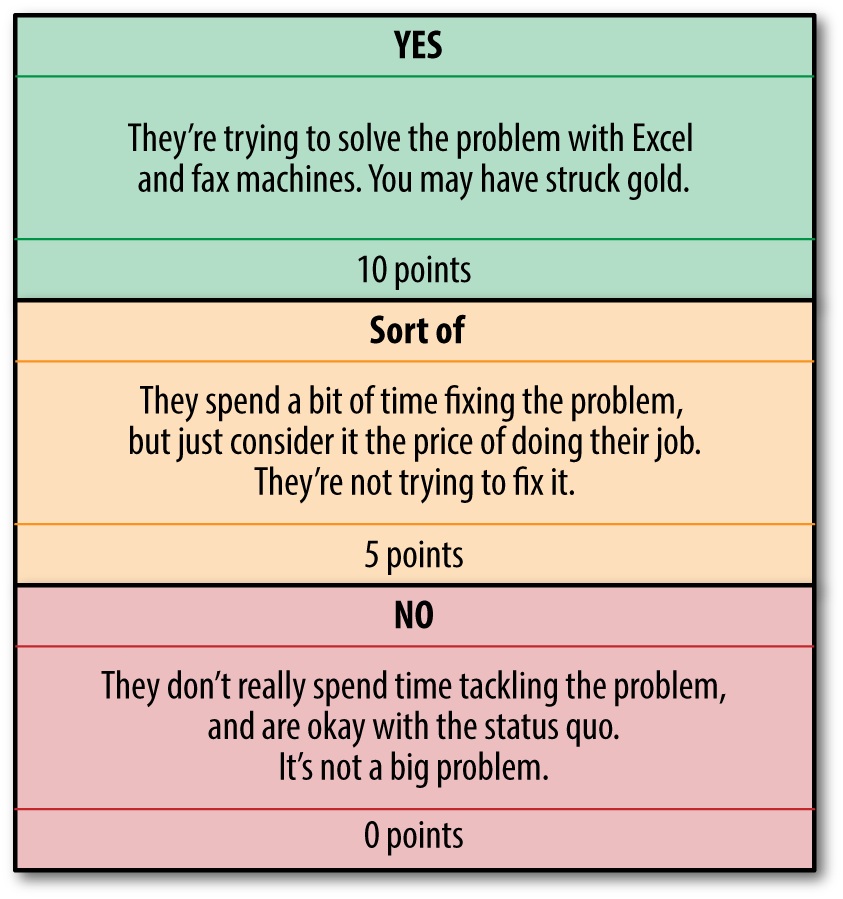 YES
They’re trying to solve the problem with Excel
and fax machines. You may have struck gold.
10 points
Sort of
They spend a bit of time fixing the problem,
but just consider it the price of doing their job.
They’re not trying to fix it.
5 points
NO
They don’t really spend time tackling the problem,
and are okay with the status quo.
It’s not a big problem.
0 points